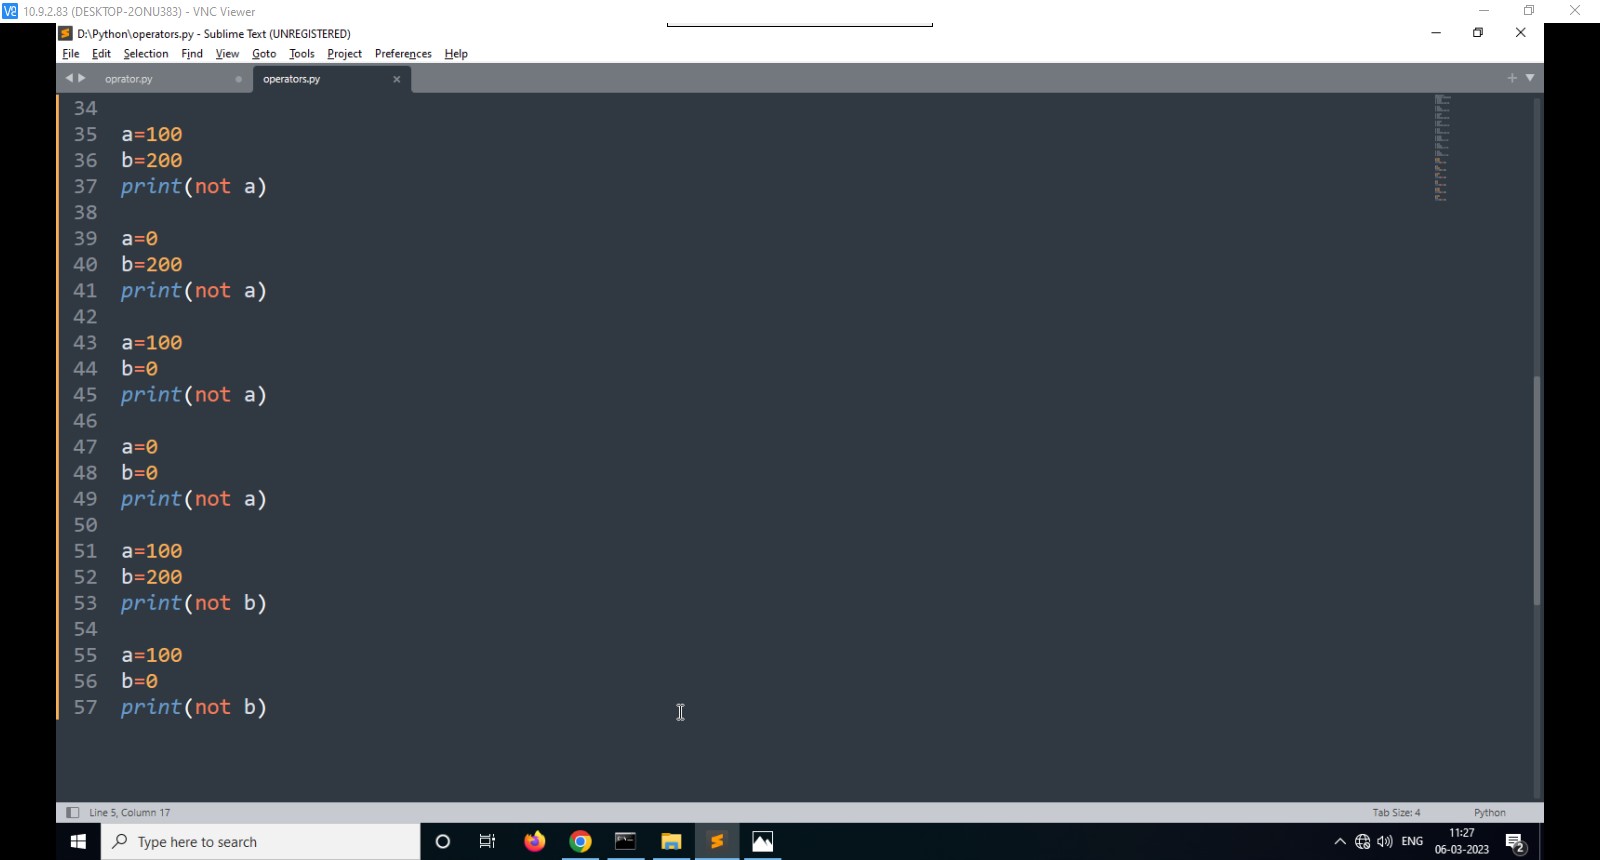 10.9.2.83 (DESKTOP-2ONU383) - VNC Viewer
D:\Python\operators.py - Sublime Text (UNREGISTERED)
File Edit Selection Find View Goto Tools Project Preferences Help
oprator.py operators.py
34
35 a=100
36 b=200
37 print(not a)
38
39 a=0
40 b=200
41 print(not a)
42
43 a=100
44 b=0
45 print(not a)
46
47 a=0
48 b=0
49 print(not a)
50
51 a=100
52 b=200
53 print(not b)
54
55 a=100
56 b=0
57 print(not b)
Line 5, Column 17 Tab Size: 4 Python
Type here to search
ENG
11:27
06-03-2023
2